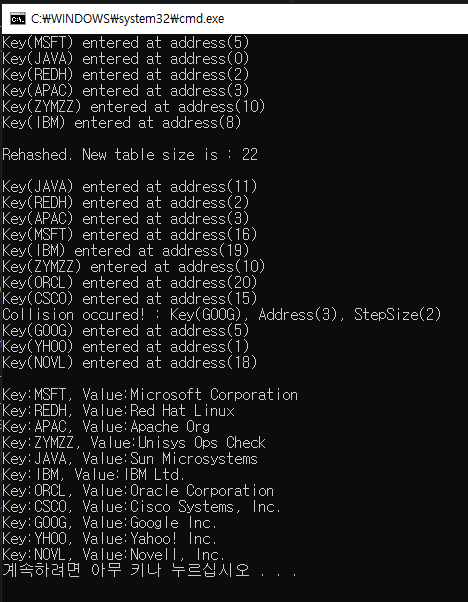 C:\WINDOWS\system32\cmd.exe
Key(MSFT) entered at address(5)
Key(JAVA) entered at address(0)
Key(REDH) entered at address(2)
Key(APAC) entered at address(3)
Key(ZYMZZ) entered at address(10)
Key(IBM) entered at address(8)
Rehashed. New table size is : 22
Key(JAVA) entered at address(11)
Key(REDH) entered at address(2)
Key(APAC) entered at address(3)
Key(MSFT) entered at address(16)
Key(IBM) entered at address(19)
Key(ZYMZZ) entered at address(10)
Key(ORCL) entered at address(20)
Key(CSCO) entered at address(15)
Collision occured! : Key(GOOG), Address(3), StepSize(2)
Key(GOOG) entered at address(5)
Key(YHOO) entered at address(1)
Key(NOVL) entered at address(18)
Key:MSFT, Value:Microsoft Corporation
Key:REDH, Value:Red Hat Linux
Key:APAC, Value:Apache Org
Key:ZYMZZ, Value:Unisys Ops Check
Key:JAVA, Value:Sun Microsystems
Key:IBM, Value:IBM Ltd.
Key:ORCL, Value:Oracle Corporation
Key:CSCO, Value:Cisco Systems, Inc.
Key:GOOG, Value:Google Inc.
Key:YHOO, Value:Yahoo! Inc.
Key:NOVL, Value:Novell, Inc.
계속하려면 아무 키나 누르십시오 . . .